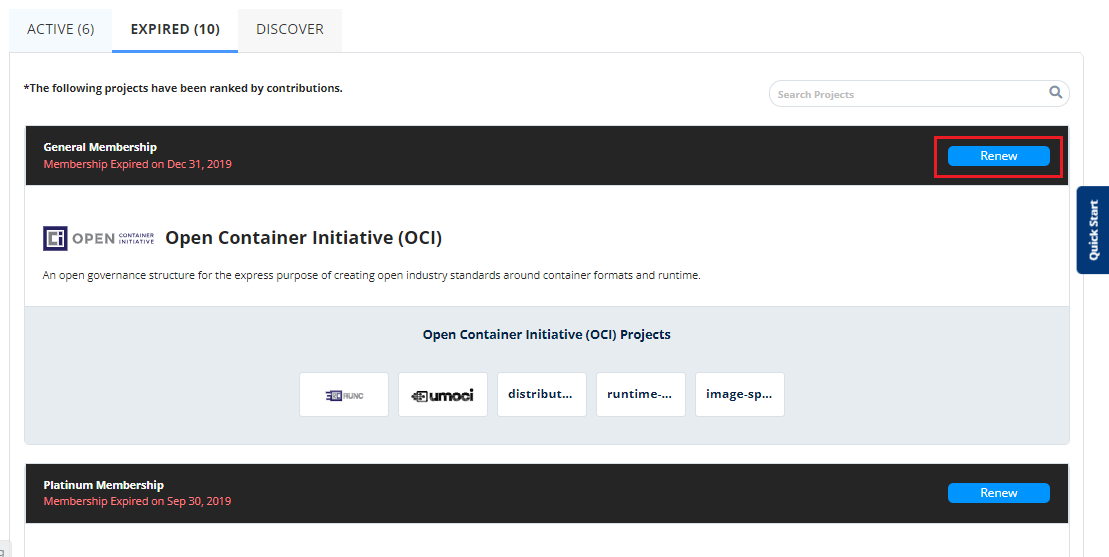 ACTIVE (6)
EXPIRED (10)
DISCOVER
*The following projects have been ranked by contributions.
Search Projects
General Membership
Membership Expired on Dec 31, 2019
Renew
Quick Start
OPEN CONTAINER INITIATIVE
Open Container Initiative (OCI)
An open governance structure for the express purpose of creating open industry standards around container formats and runtime.
Open Container Initiative (OCI) Projects
RUNC
umoci
distribut...
runtime-...
image-sp...
Platinum Membership
Membership Expired on Sep 30, 2019
Renew